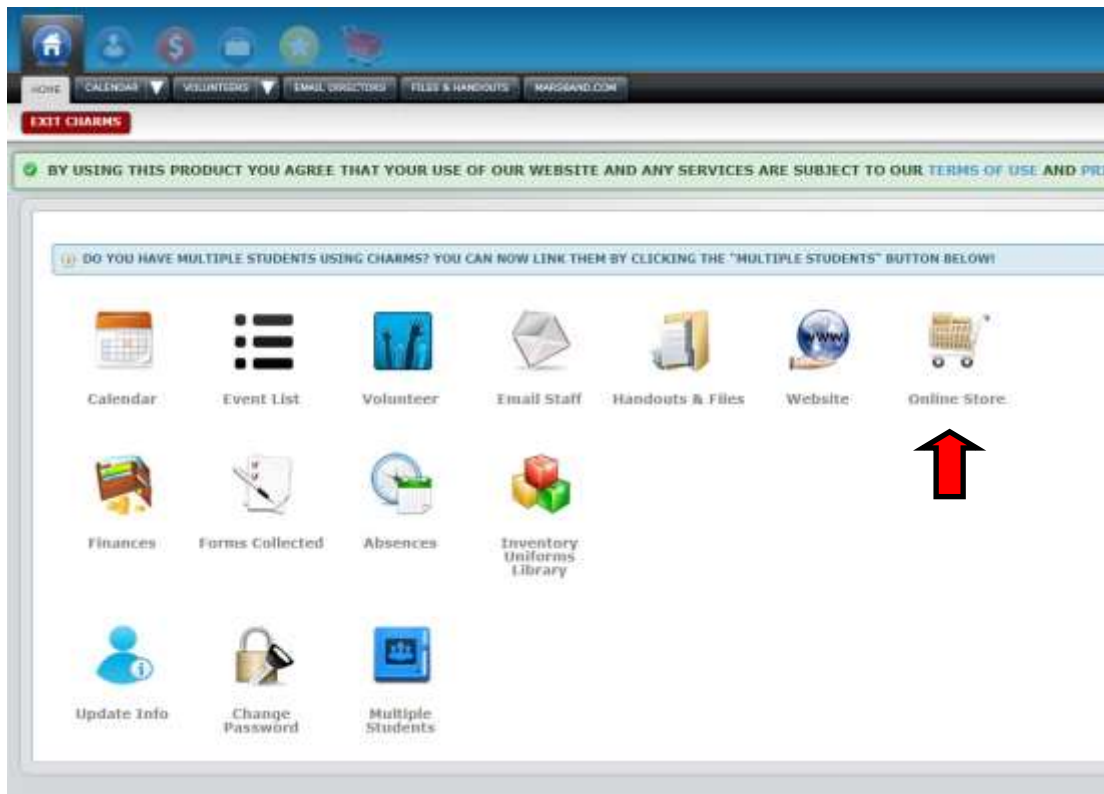 HOME CALENDAR VOLUNTEERS EMAIL DIRECTORS FILES & HANDOUTS MARSBAND.COM
EXIT CHARMS
BY USING THIS PRODUCT YOU AGREE THAT YOUR USE OF OUR WEBSITE AND ANY SERVICES ARE SUBJECT TO OUR TERMS OF USE AND
DO YOU HAVE MULTIPLE STUDENTS USING CHARMS? YOU CAN NOW LINK THEM BY CLICKING THE "MULTIPLE STUDENTS" BUTTON BELOW!
www
Calendar Event List Volunteer Email Staff Handouts & Files Website Online Store
Finances Forms Collected Absences Inventory
Uniforms
Library
Update Info Change Multiple
Password Students